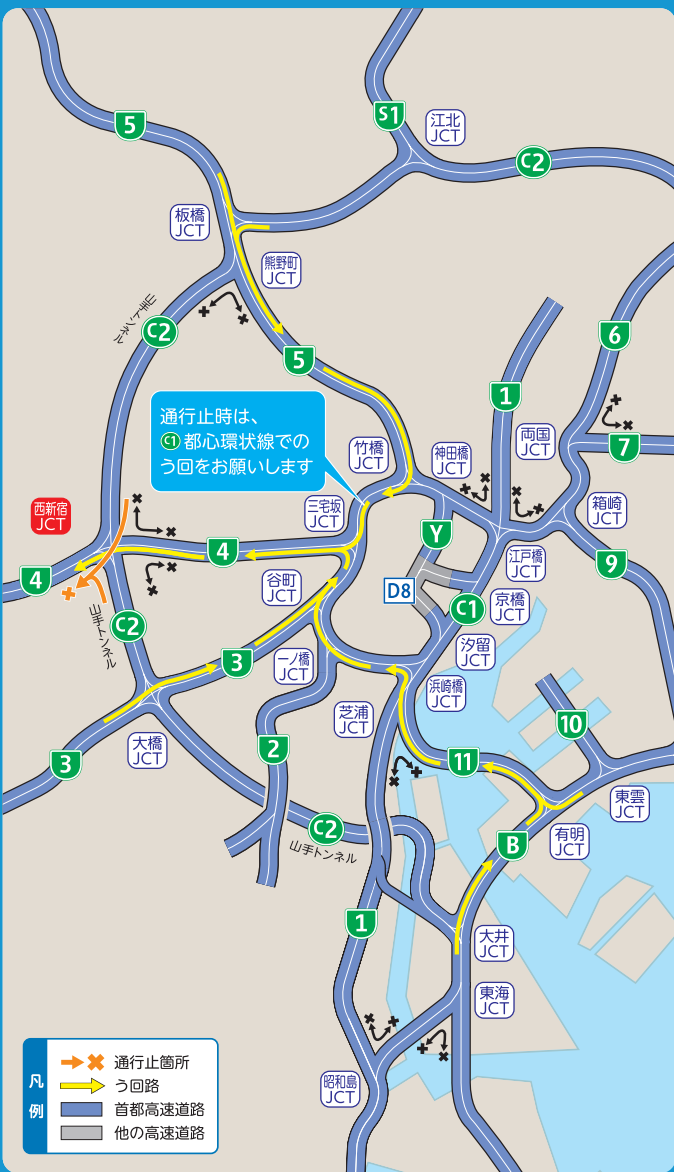 5
S1
江北
JCT
C2
板橋
JCT
熊野町
JCT
山手トンネル
C2
5
6
1
7
通行止時は、
C1 都心環状線での
う回をお願いします
竹橋
JCT
神田橋
JCT
両国
JCT
箱崎
JCT
三宅坂
JCT
西新宿
JCT
4
4
Y
江戸橋
JCT
9
谷町
JCT
D8
C1
京橋
JCT
C2
山手トンネル
汐留
JCT
3
一ノ橋
JCT
浜崎橋
JCT
芝浦
JCT
大橋
JCT
3
2
11
10
東雲
JCT
C2
山手トンネル
B
有明
JCT
1
大井
JCT
東海
JCT
昭和島
JCT
凡例
通行止箇所
う回路
首都高速道路
他の高速道路